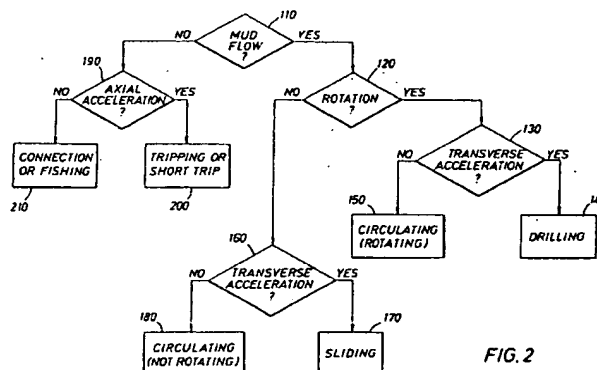 110
MUD
FLOW
?
NO
YES
190
AXIAL
ACCELERATION
?
NO
YES
120
ROTATION
?
NO
YES
CONNECTION
OR FISHING
210
TRIPPING OR
SHORT TRIP
200
130
TRANSVERSE
ACCELERATION
?
NO
YES
150
CIRCULATING
(ROTATING)
DRILLING
160
TRANSVERSE
ACCELERATION
?
NO
YES
180
CIRCULATING
(NOT ROTATING)
170
SLIDING
FIG. 2